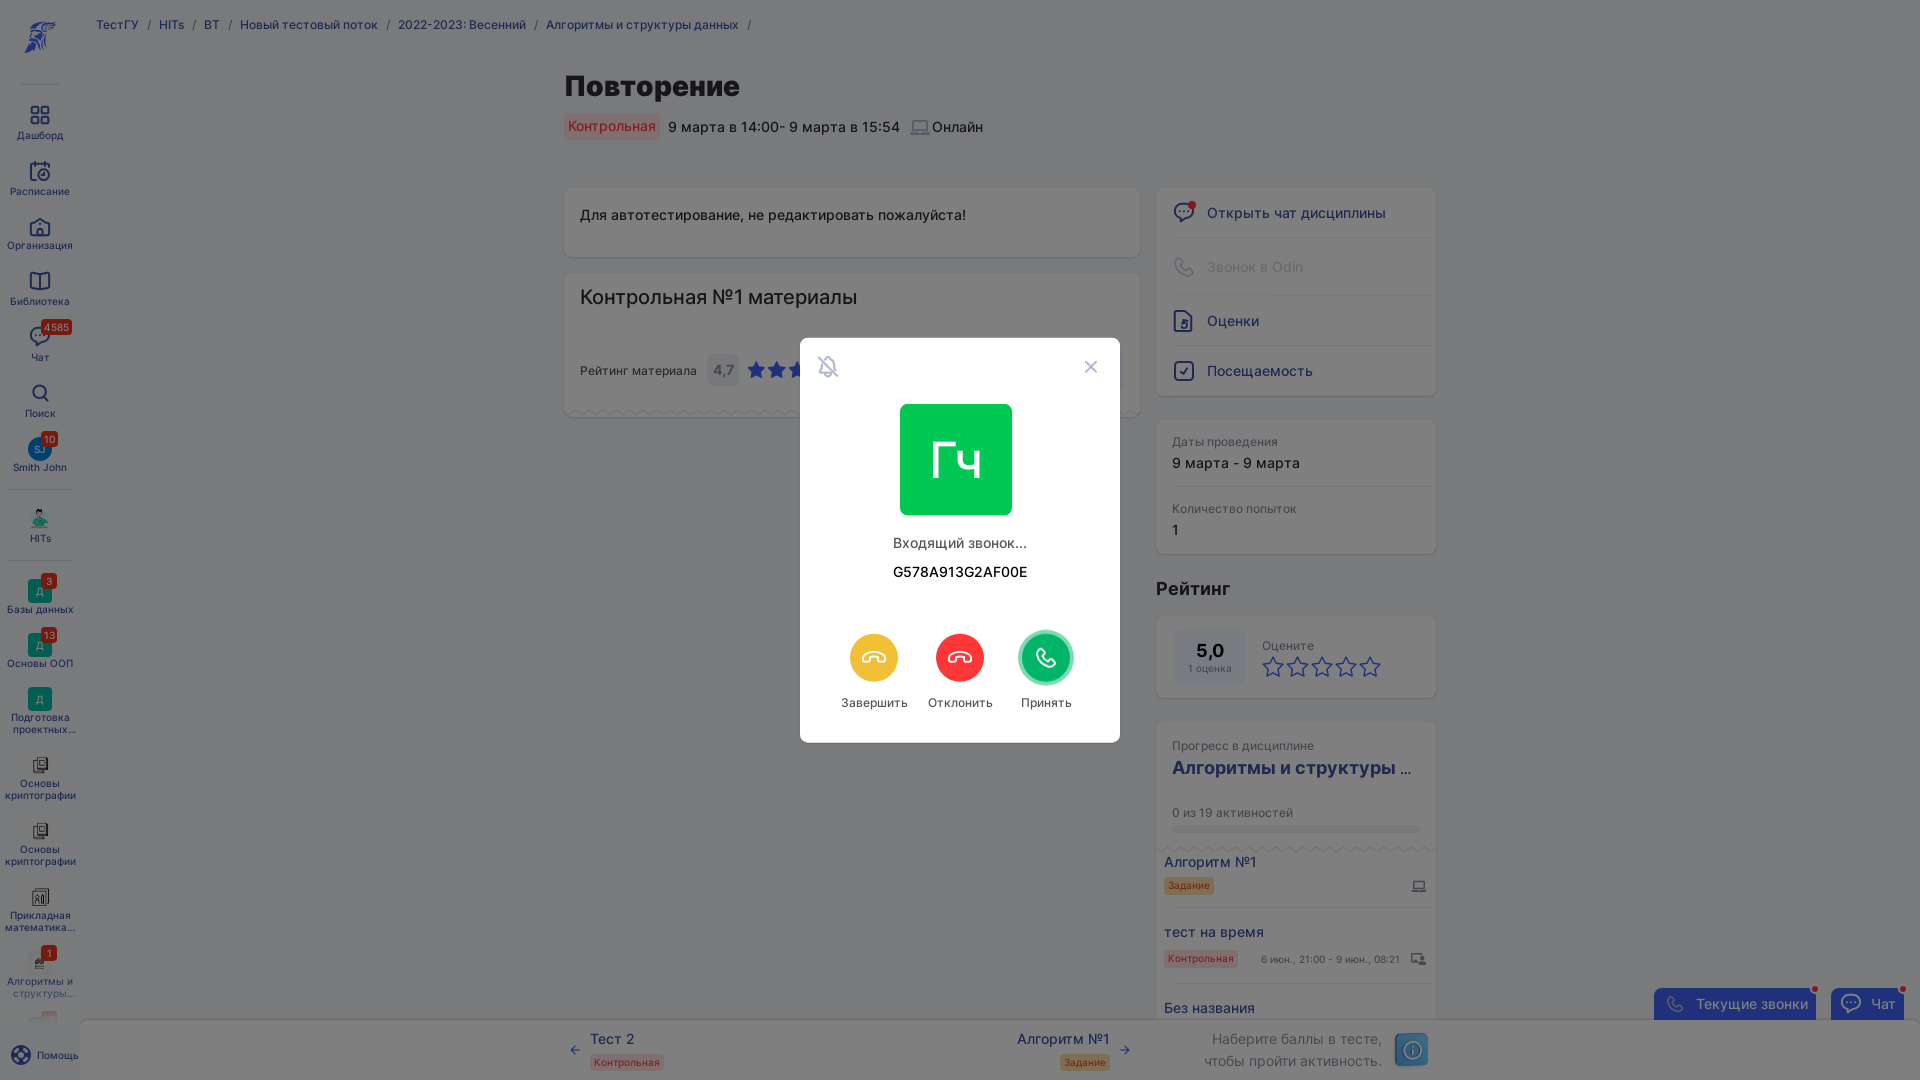 ТестГУ / HITs / ВТ / Новый тестовый поток / 2022-2023: Весенний / Алгоритмы и структуры данных /
Повторение
Контрольная 9 марта в 14:00- 9 марта в 15:54 Онлайн
Дашборд
Расписание
Организация
Библиотека
4585
Чат
Поиск
10
SJ
Smith John
HITs
3
Д
Базы данных
13
Д
Основы ООП
Д
Подготовка
проектных...
Основы
криптографии
Основы
криптографии
Прикладная
математика...
1
Алгоритмы и
структуры...
Помощь
Для автотестирование, не редактировать пожалуйста!
Контрольная №1 материалы
Рейтинг материала 4,7
Гч
Входящий звонок...
G578A913G2AF00E
Завершить Отклонить Принять
Открыть чат дисциплины
Звонок в Odin
5 Оценки
Посещаемость
Даты проведения
9 марта - 9 марта
Количество попыток
1
Рейтинг
5,0
1 оценка
Оцените
Прогресс в дисциплине
Алгоритмы и структуры ...
0 из 19 активностей
Алгоритм №1
Задание
тест на время
Контрольная 6 июн., 21:00 - 9 июн., 08:21
Без названия
Текущие звонки Чат
Тест 2
Контрольная
Алгоритм №1
Задание
Наберите баллы в тесте,
чтобы пройти активность.